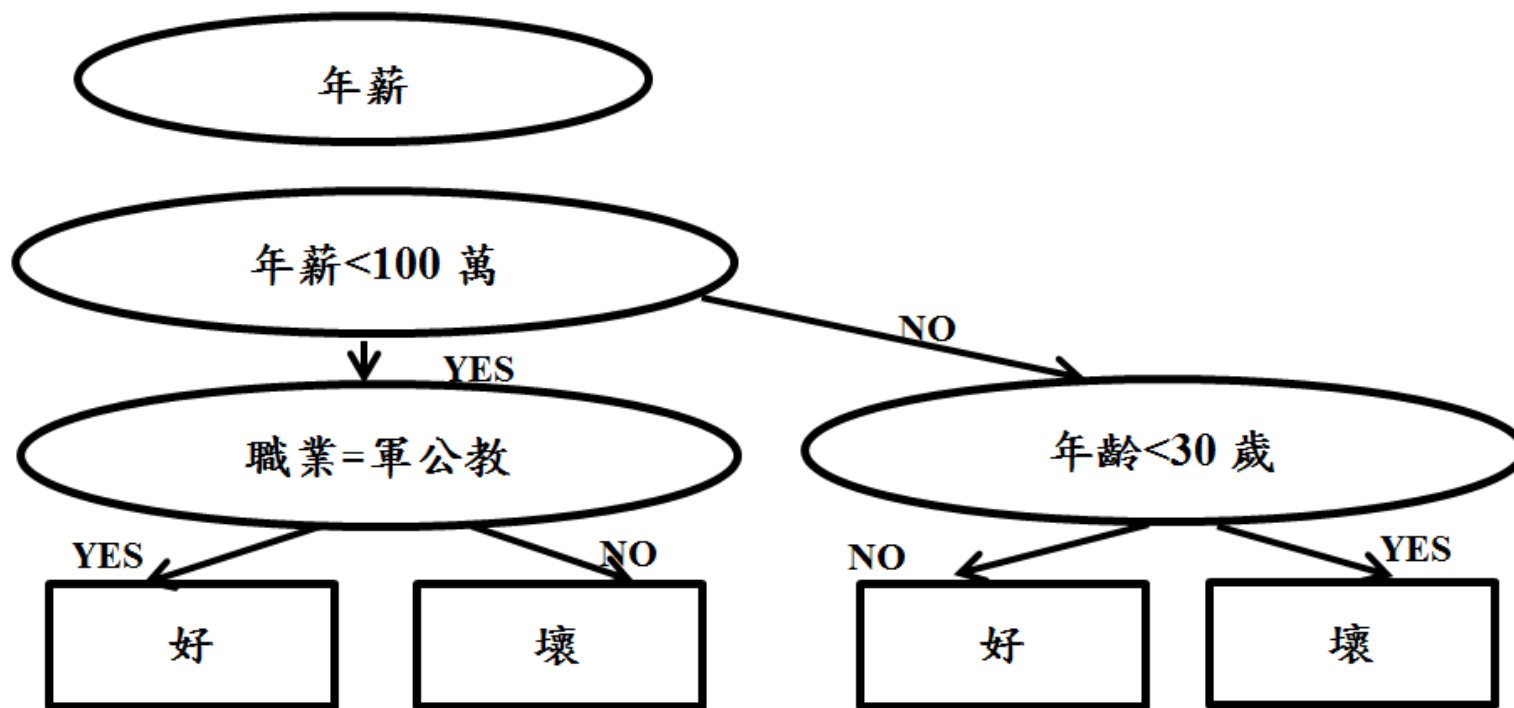 年薪
年薪<100 萬
NO
YES
職業=軍公教
年齡<30 歲
YES
NO
NO
YES
好
壞
好
壞